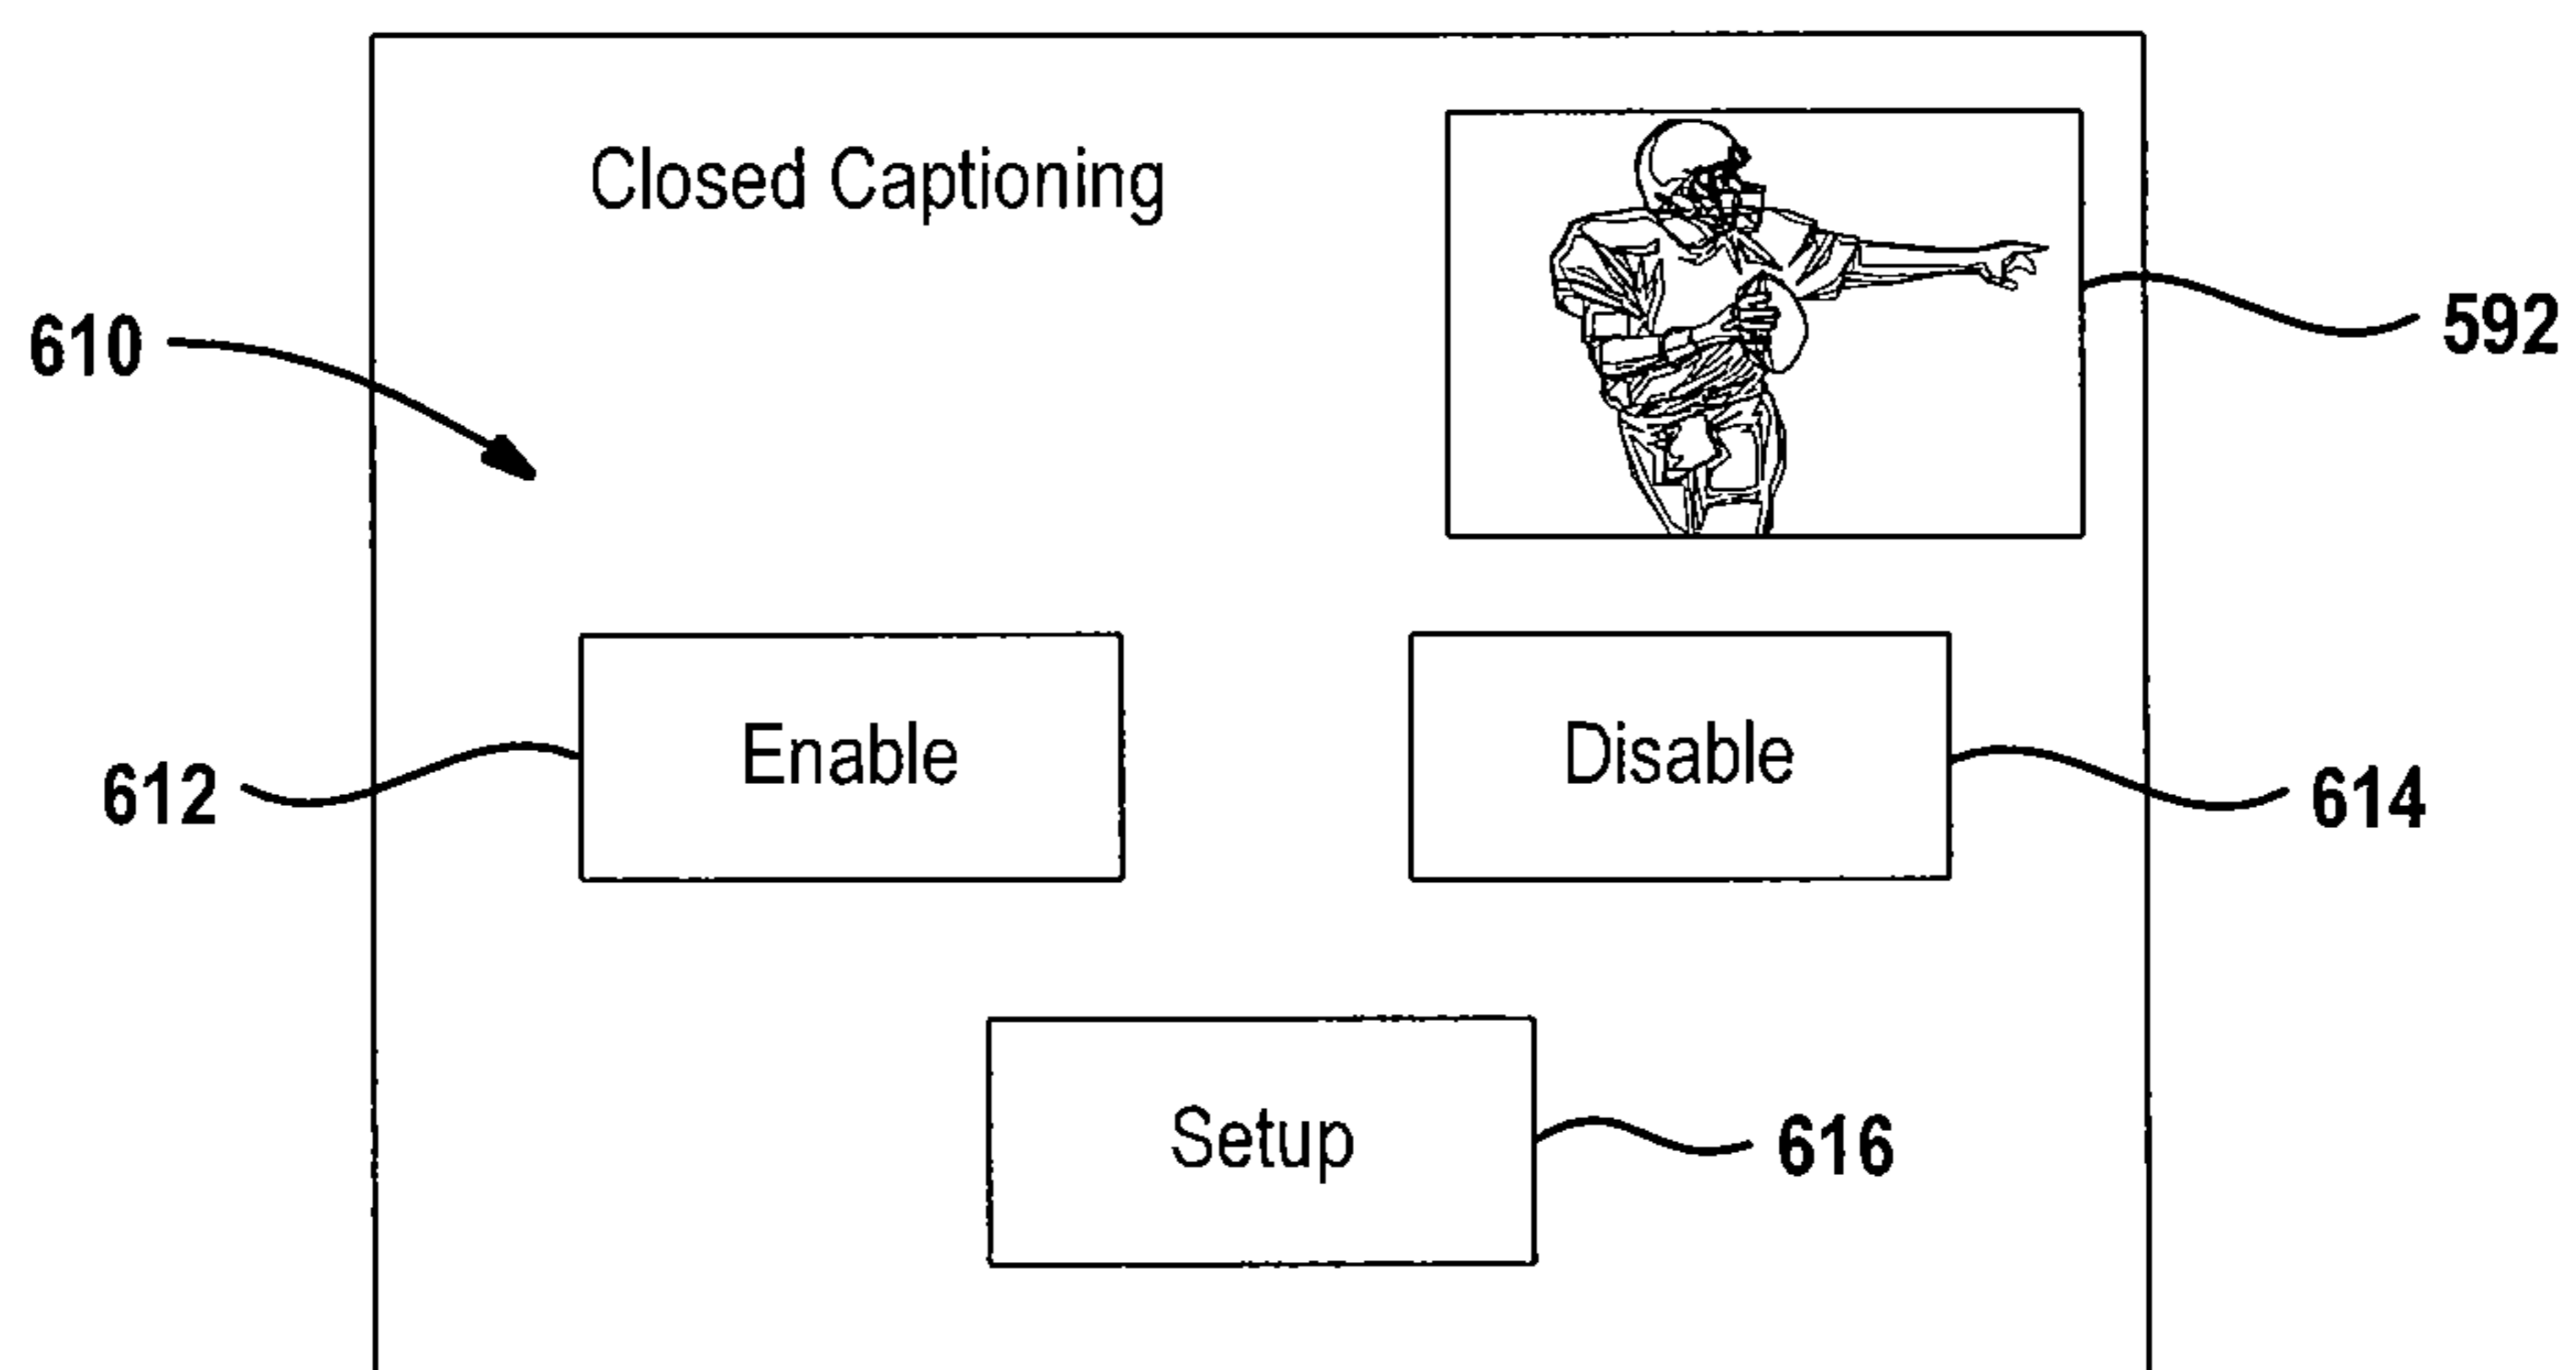 Closed Captioning
610
592
Enable
Disable
612
614
Setup
616